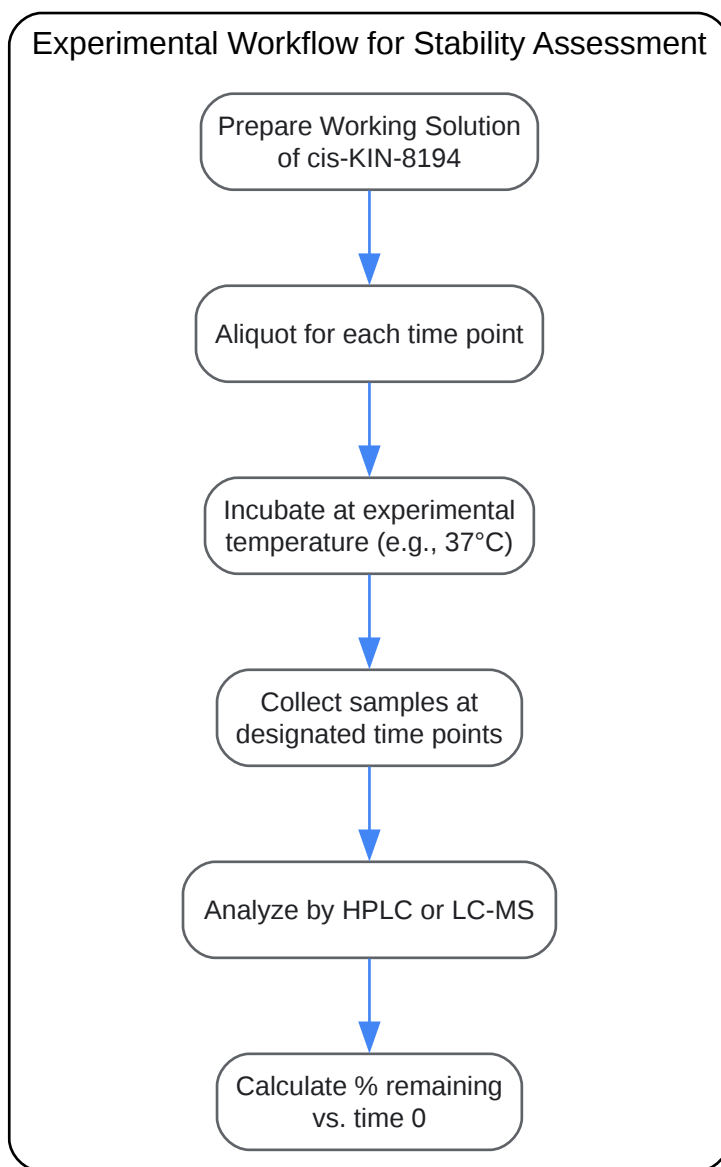 Experimental Workflow for Stability Assessment
Prepare Working Solution
of cis-KIN-8194
Aliquot for each time point
Incubate at experimental
temperature (e.g., 37°C)
Collect samples at
designated time points
Analyze by HPLC or LC-MS
Calculate % remaining
vs. time 0